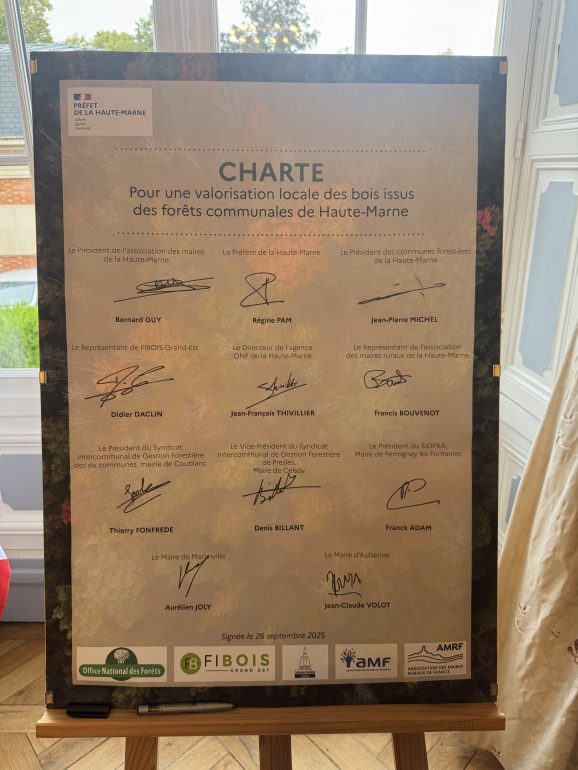 PRÉFET
DE LA HAUTE-MARNE
Liberté
Égalité
Fraternité
CHARTE
Pour une valorisation locale des bois issus
des forêts communales de Haute-Marne
Le Président de l'association des maires
de la Haute-Marne
Bernard GUY
La Préfète de la Haute-Marne
Régine PAM
Le Président des communes forestières
de la Haute-Marne
Jean-Pierre MICHEL
Le Représentant de FIBOIS Grand-Est
Didier DACLIN
Le Directeur de l'agence
ONF de la Haute-Marne
Jean-François THIVILLIER
Le Représentant de l'association
des maires ruraux de la Haute-Marne
Francis BOUVENOT
Le Président du Syndicat
Intercommunal de Gestion Forestière
des six communes, mairie de Coublanc
Thierry FONFREDE
Le Vice-Président du Syndicat
Intercommunal de Gestion Forestière
de Presles,
Maire de Celsoy
Denis BILLANT
Le Président du SIGFRA,
Maire de Perrogney les Fontaines
Franck ADAM
Le Maire de Maranville
Aurélien JOLY
Le Maire d'Auberive
Jean-Claude VOLOT
Signée le 26 septembre 2025
Office National des Forêts
FB FIBOIS
GRAND EST
AMF
AMRF
ASSOCIATION DES MAIRES
RURAUX DE FRANCE